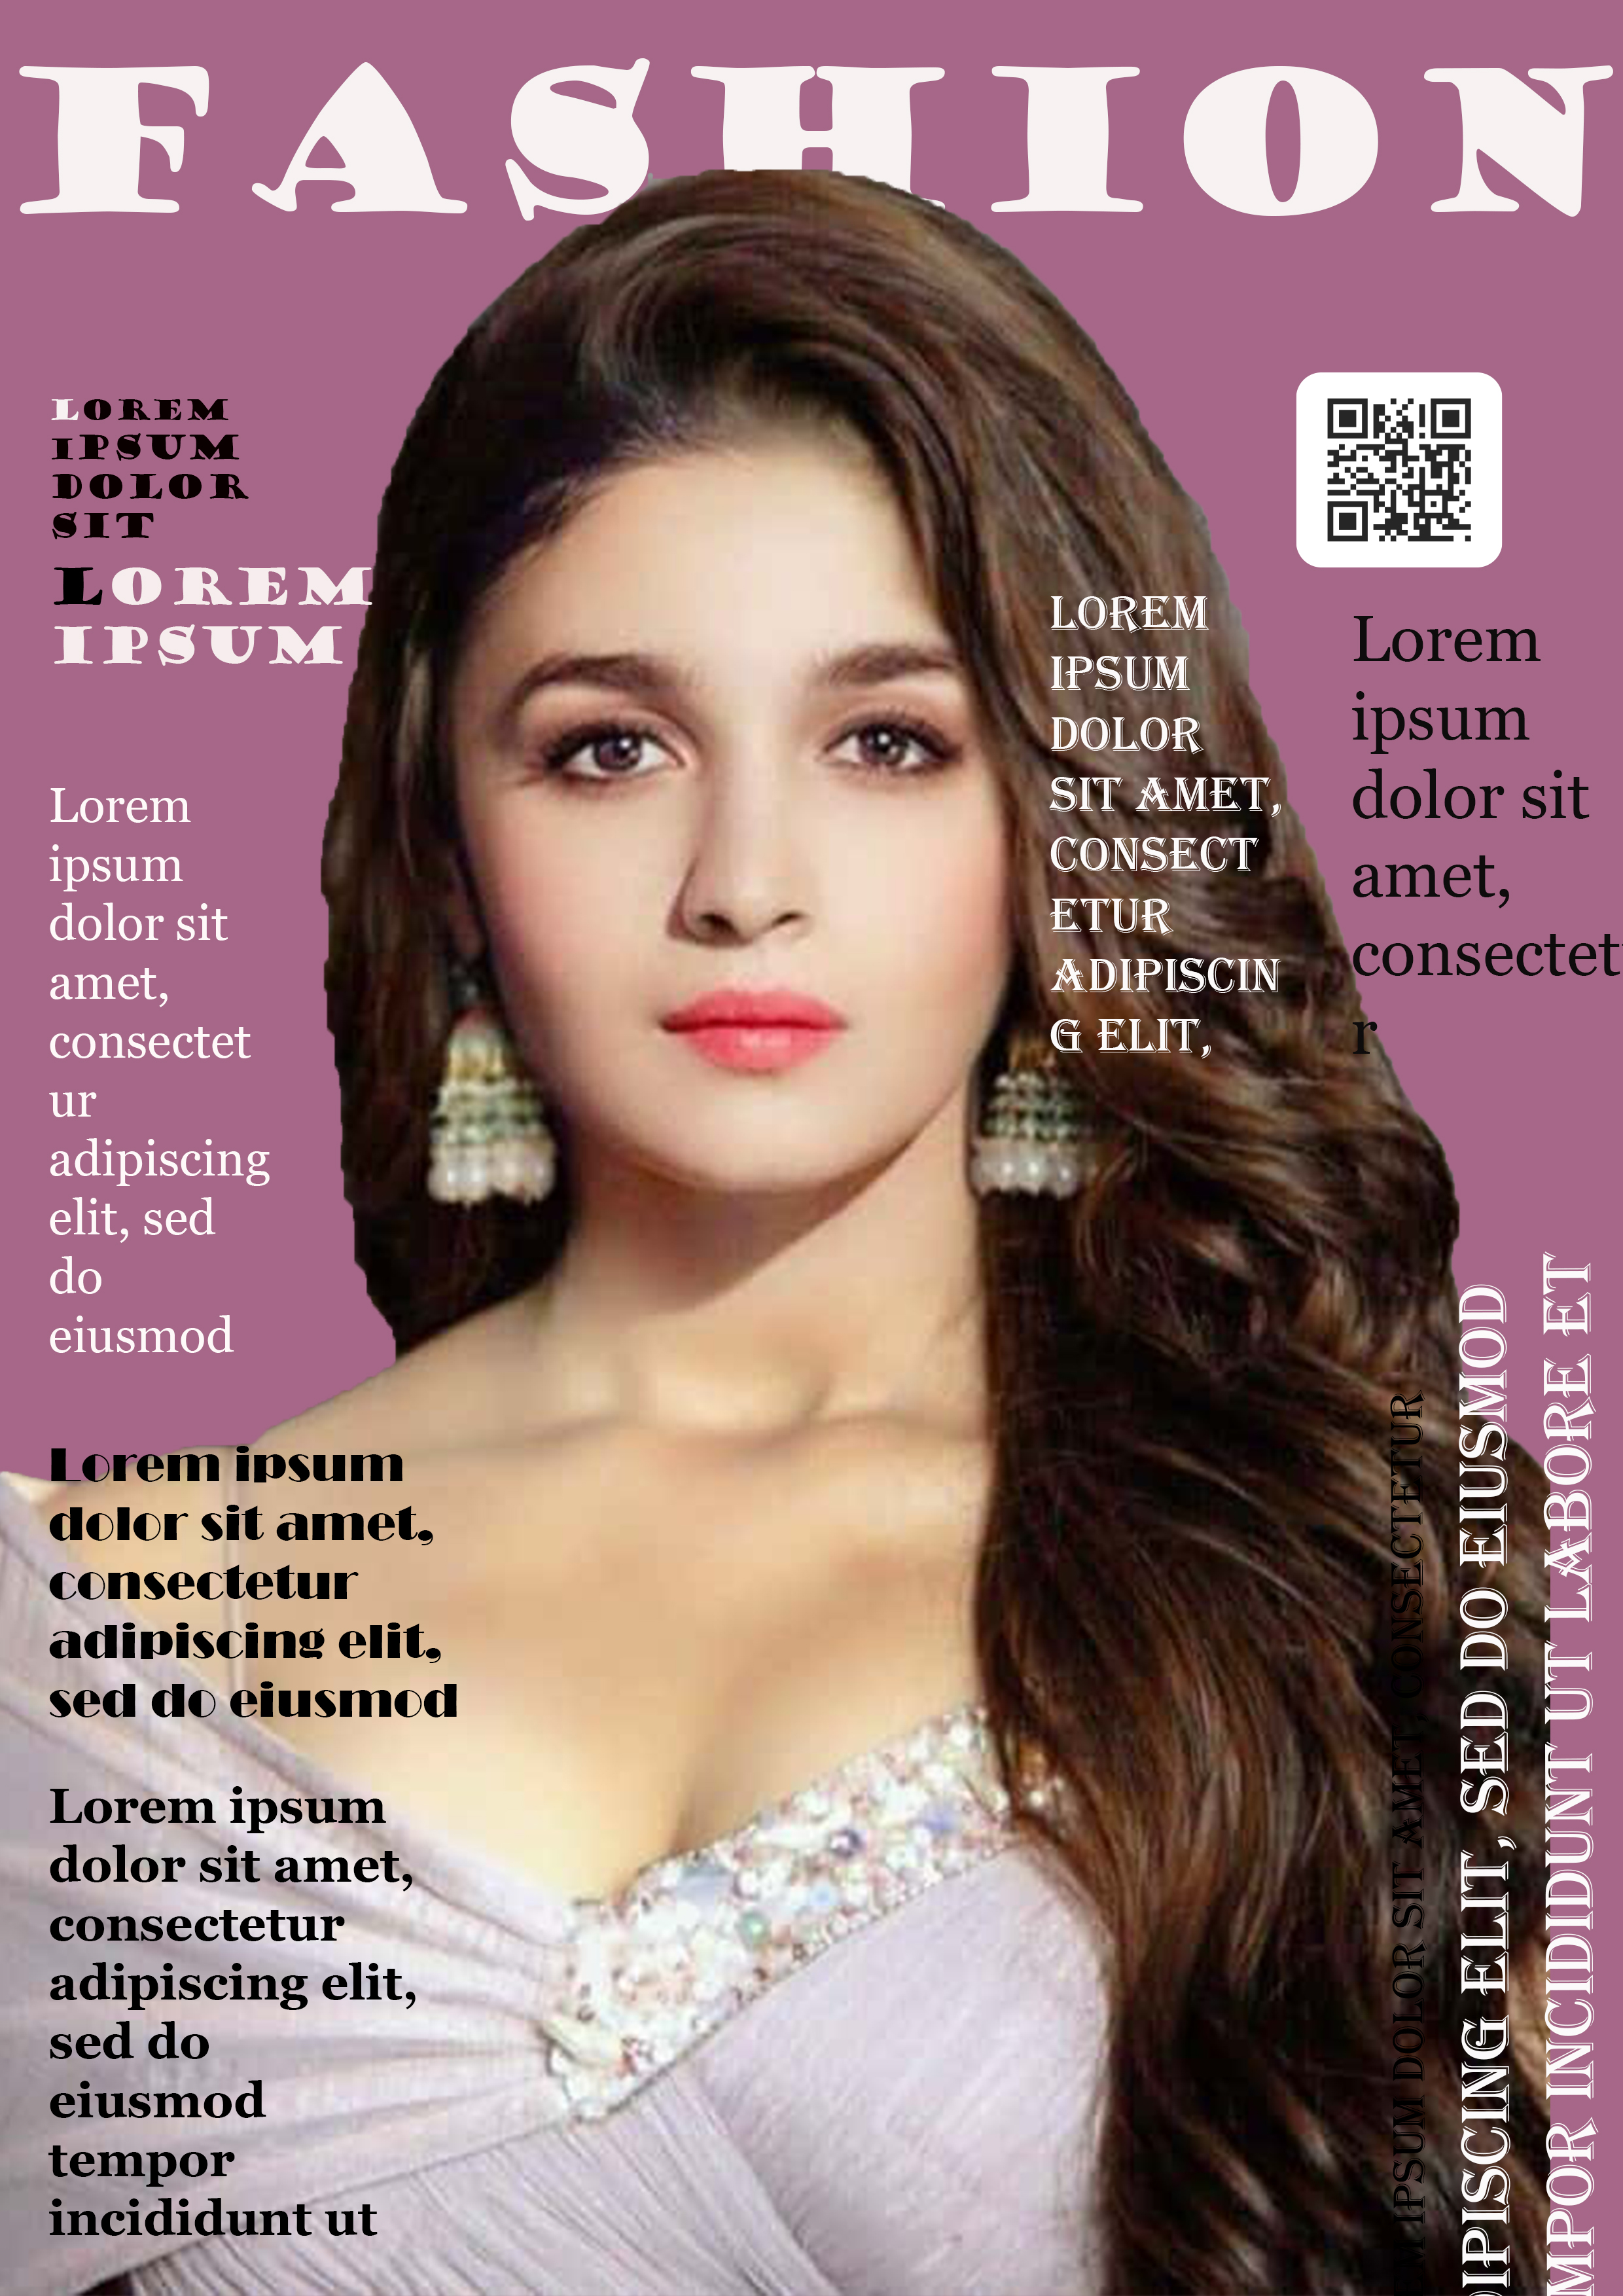 FASHION
LOREM
IPSUM
DOLOR
SIT
LOREM
IPSUM
Lorem
ipsum
dolor sit
amet,
consectet
ur
adipiscing
elit, sed
do
eiusmod
Lorem ipsum
dolor sit amet,
consectetur
adipiscing elit,
sed do eiusmod
Lorem ipsum
dolor sit amet,
consectetur
adipiscing elit,
sed do
eiusmod
tempor
incididunt ut
LOREM
IPSUM
DOLOR
SIT AMET,
CONSECT
ETUR
ADIPISCIN
G ELIT,
Lorem
ipsum
dolor sit
amet,
consectet
r
IPSUM DOLOR SIT AMET, CONSECTETUR
IPISCING ELIT, SED DO EIUSMOD
MPOR INCIDIDUNT UT LABORE ET